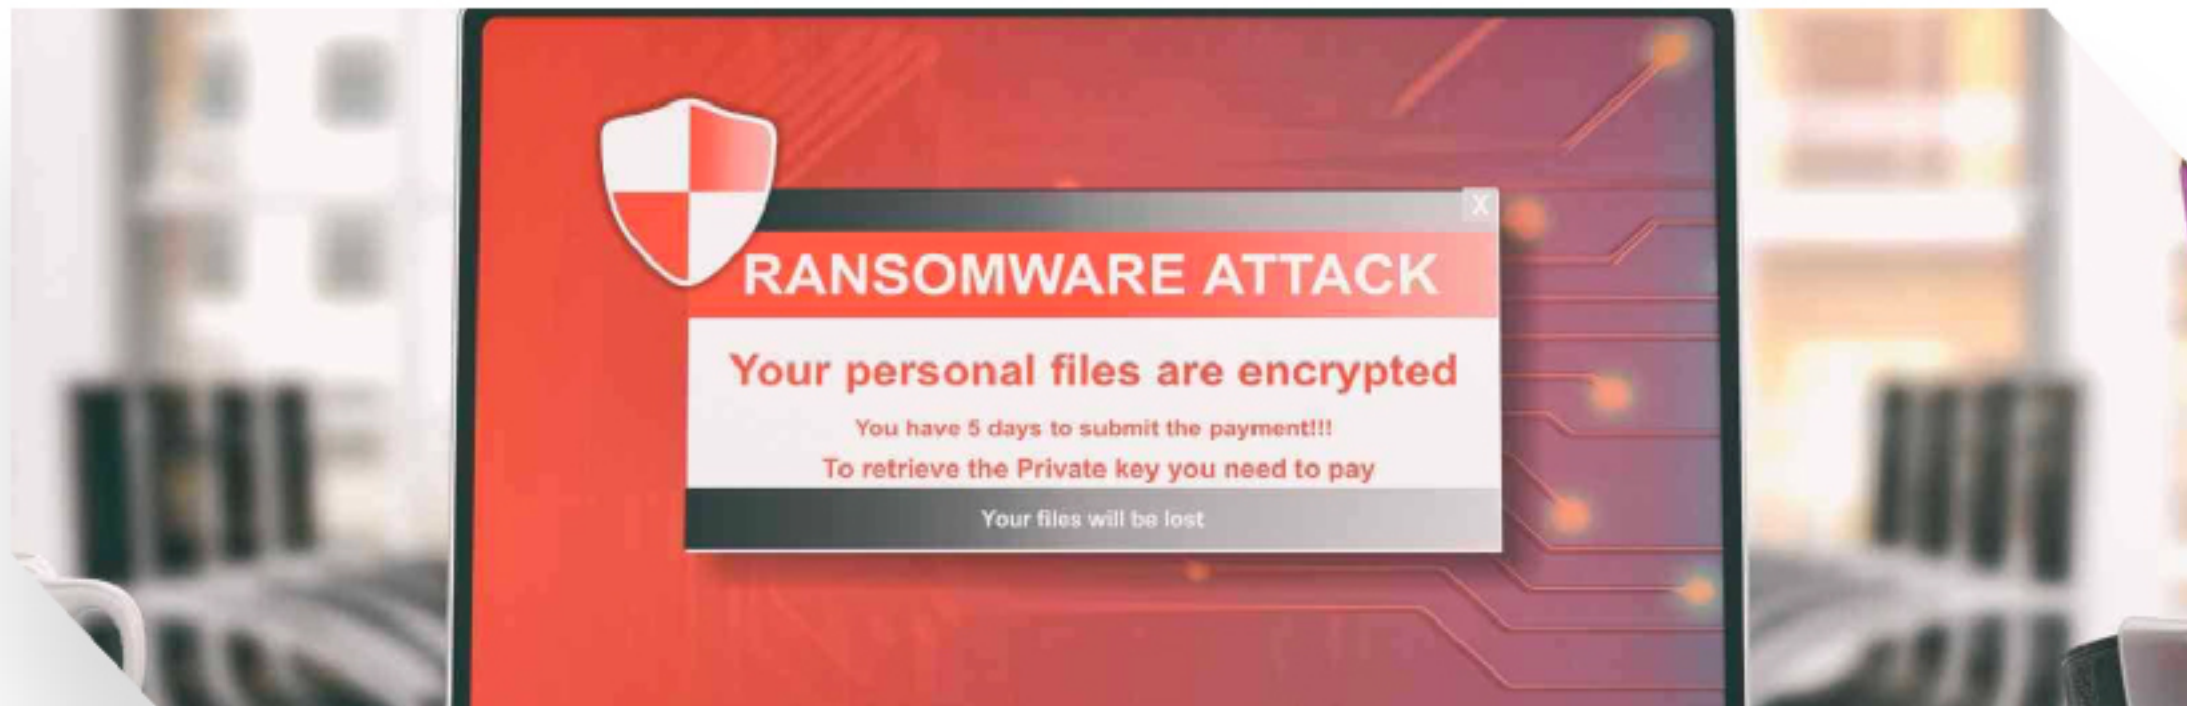 X
RANSOMWARE ATTACK
Your personal files are encrypted
You have 5 days to submit the payment!!!
To retrieve the Private key you need to pay
Your files will be lost